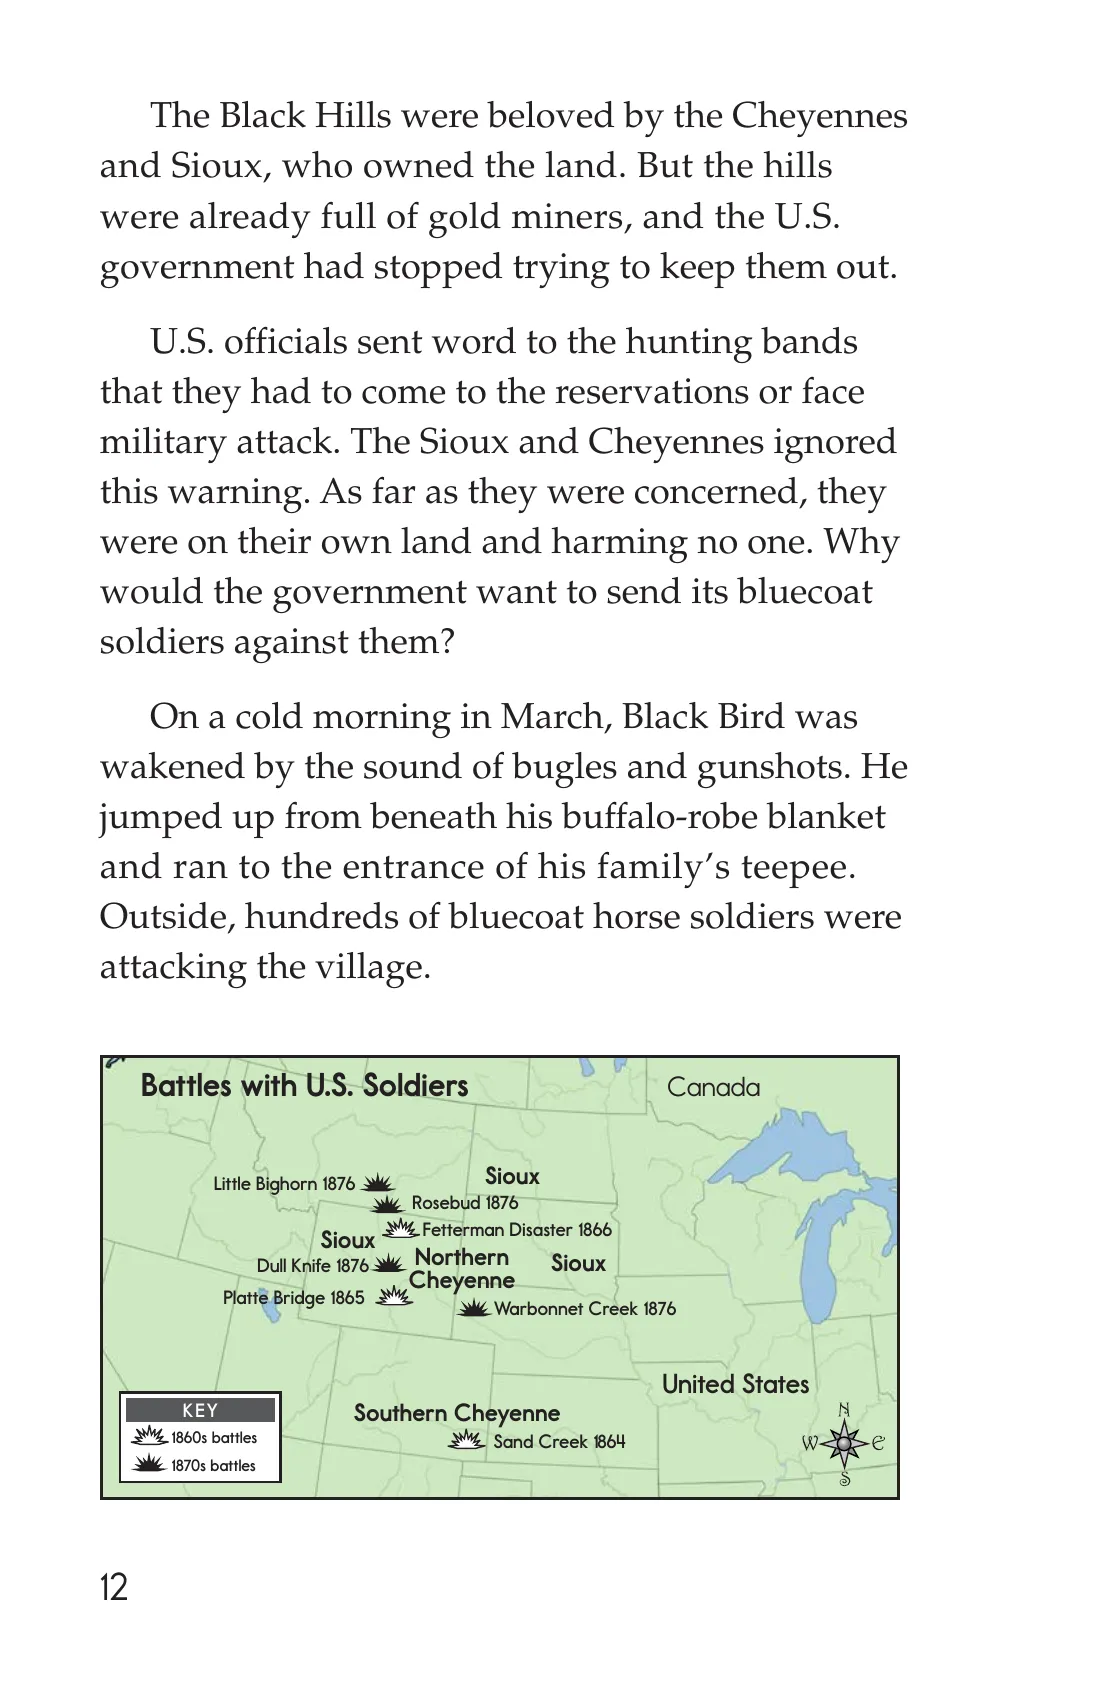 The Black Hills were beloved by the Cheyennes
and Sioux, who owned the land. But the hills
were already full of gold miners, and the U.S.
government had stopped trying to keep them out.
U.S. officials sent word to the hunting bands
that they had to come to the reservations or face
military attack. The Sioux and Cheyennes ignored
this warning. As far as they were concerned, they
were on their own land and harming no one. Why
would the government want to send its bluecoat
soldiers against them?
On a cold morning in March, Black Bird was
wakened by the sound of bugles and gunshots. He
jumped up from beneath his buffalo-robe blanket
and ran to the entrance of his family’s teepee.
Outside, hundreds of bluecoat horse soldiers were
attacking the village.
Battles with U.S. Soldiers
Canada
Sioux
Little Bighorn 1876
Rosebud 1876
Fetterman Disaster 1866
Sioux
Northern
Cheyenne
Sioux
Dull Knife 1876
Platte Bridge 1865
Warbonnet Creek 1876
United States
Southern Cheyenne
Sand Creek 1864
KEY
1860s battles
1870s battles
N
W E
S
12